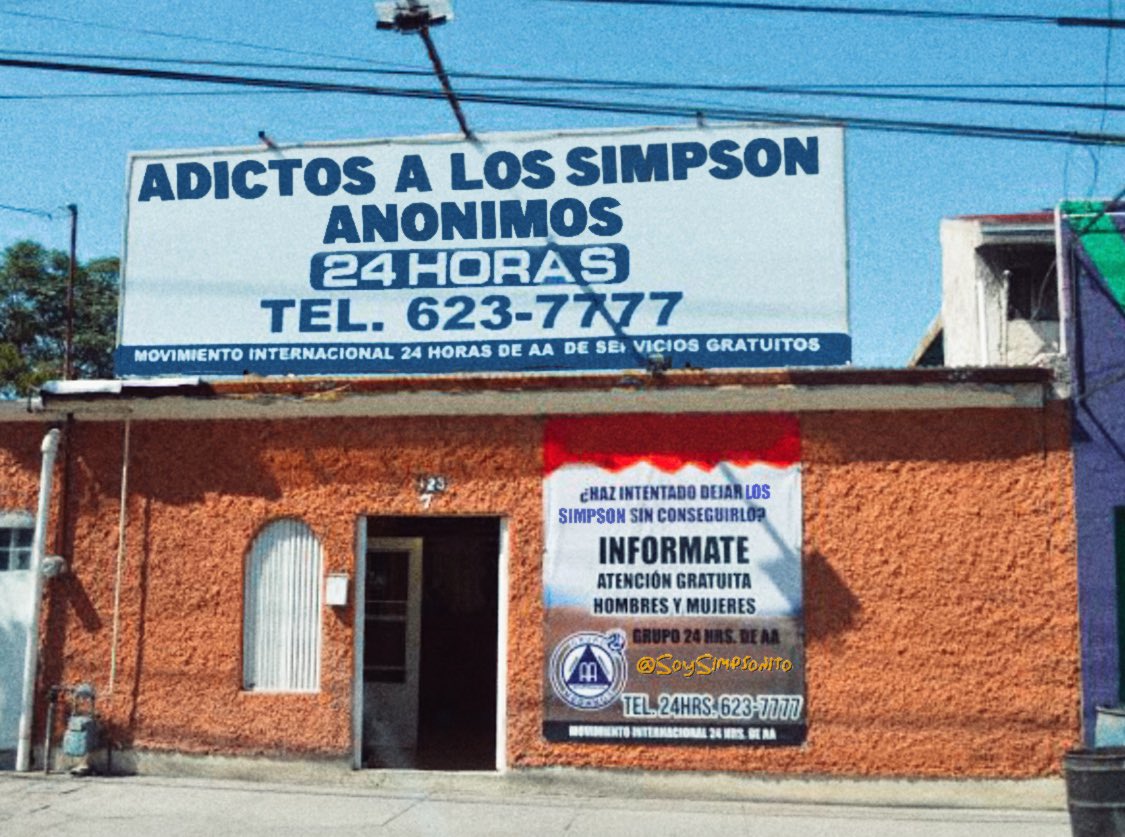 ADICTOS A LOS SIMPSON
ANONIMOS
24 HORAS
TEL. 623-7777
MOVIMIENTO INTERNACIONAL 24 HORAS DE AA DE SERVICIOS GRATUITOS
¿HAZ INTENTADO DEJAR LOS
SIMPSON SIN CONSEGUIRLO?
INFORMATE
ATENCIÓN GRATUITA
HOMBRES Y MUJERES
GRUPO 24 HRS. DE AA
@SoySimpsonito
AA
TEL. 24HRS. 623-7777
MOVIMIENTO INTERNACIONAL 24 HRS. DE AA